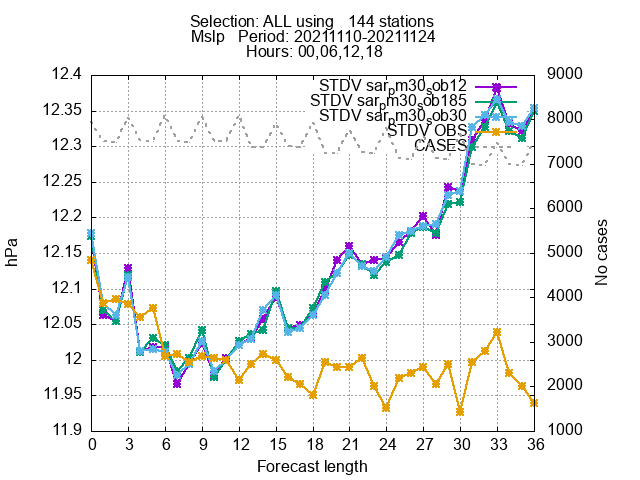 Selection: ALL using 144 stations
Mslp Period: 20211110-20211124
Hours: 00,06,12,18
12.4
12.35
12.3
12.25
12.2
12.15
12.1
12.05
12
11.95
11.9
hPa
STDV sar_pm30_sob12
STDV sar_pm30_sob185
STDV sar_pm30_sob30
STDV OBS
CASES
9000
8000
7000
6000
5000
4000
3000
2000
1000
No cases
0 3 6 9 12 15 18 21 24 27 30 33 36
Forecast length